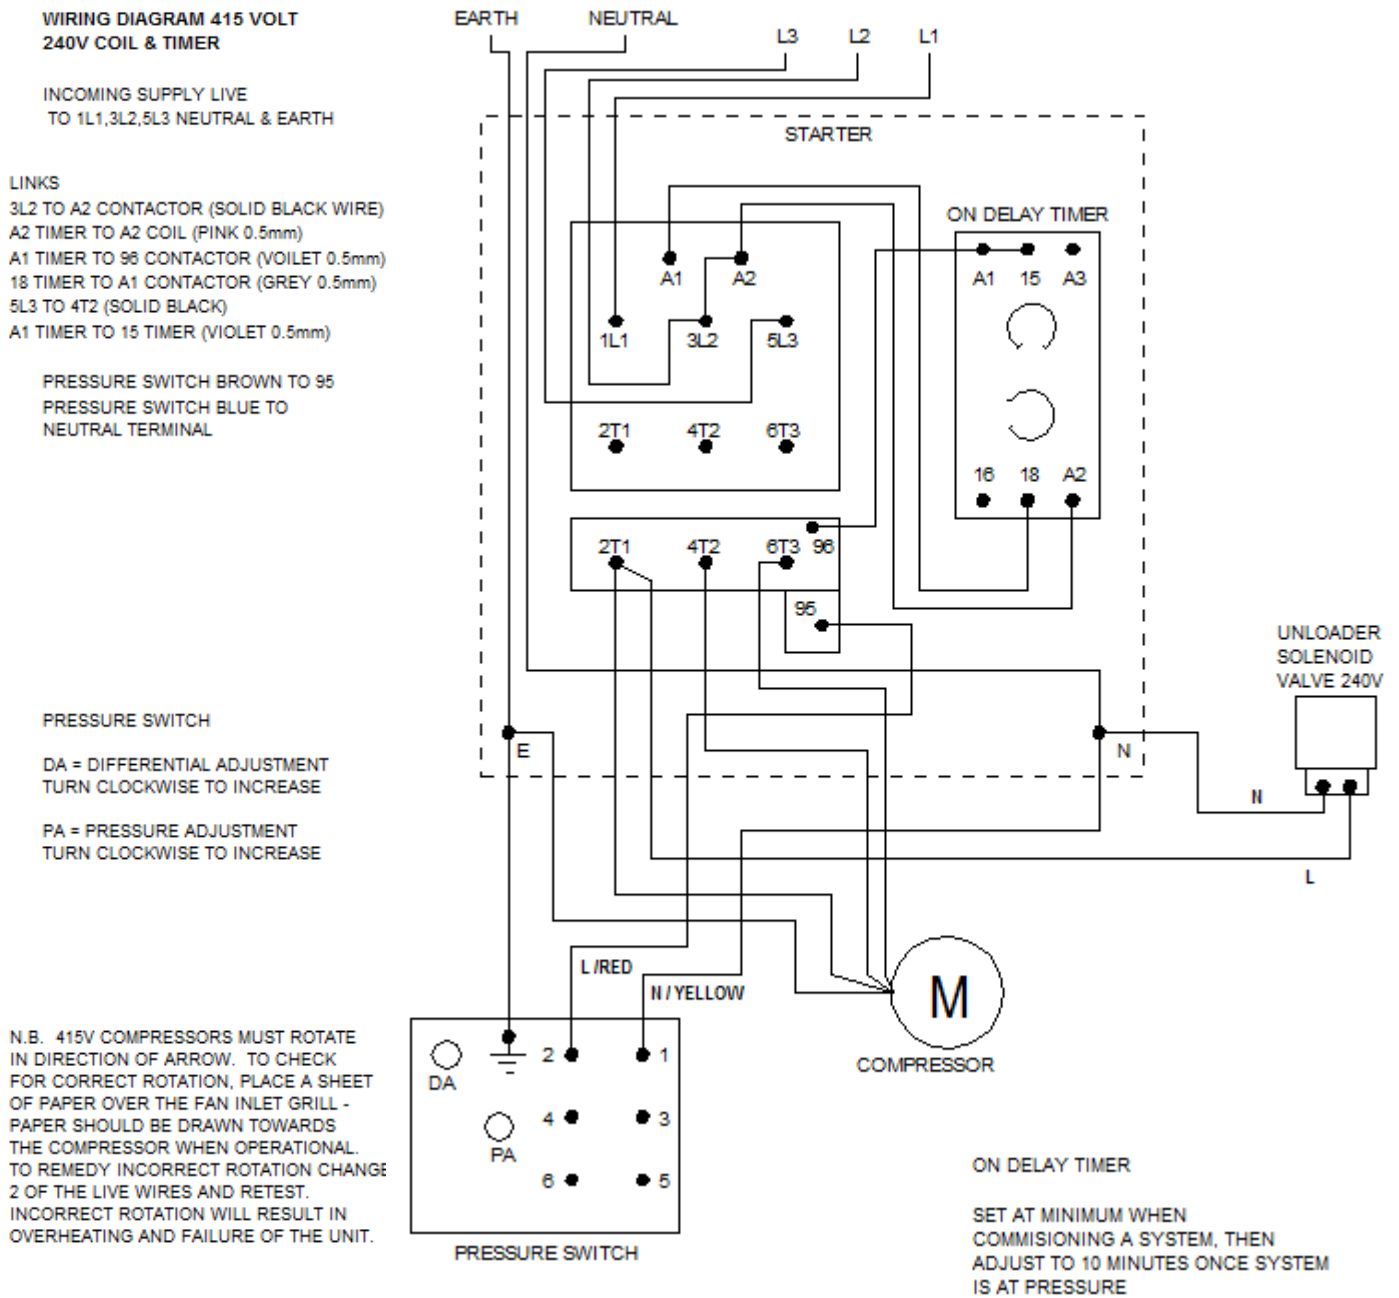 WIRING DIAGRAM 415 VOLT
240V COIL & TIMER
INCOMING SUPPLY LIVE
TO 1L1,3L2,5L3 NEUTRAL & EARTH
LINKS
3L2 TO A2 CONTACTOR (SOLID BLACK WIRE)
A2 TIMER TO A2 COIL (PINK 0.5mm)
A1 TIMER TO 96 CONTACTOR (VOILET 0.5mm)
18 TIMER TO A1 CONTACTOR (GREY 0.5mm)
5L3 TO 4T2 (SOLID BLACK)
A1 TIMER TO 15 TIMER (VIOLET 0.5mm)
PRESSURE SWITCH BROWN TO 95
PRESSURE SWITCH BLUE TO
NEUTRAL TERMINAL
EARTH
NEUTRAL
L3
L2
L1
STARTER
ON DELAY TIMER
A1
A2
A1
15
A3
1L1
3L2
5L3
2T1
4T2
6T3
16
18
A2
2T1
4T2
6T3
96
95
UNLOADER
SOLENOID
VALVE 240V
PRESSURE SWITCH
DA = DIFFERENTIAL ADJUSTMENT
TURN CLOCKWISE TO INCREASE
PA = PRESSURE ADJUSTMENT
TURN CLOCKWISE TO INCREASE
E
N
N
L
L/RED
N/YELLOW
M
COMPRESSOR
N.B. 415V COMPRESSORS MUST ROTATE
IN DIRECTION OF ARROW. TO CHECK
FOR CORRECT ROTATION, PLACE A SHEET
OF PAPER OVER THE FAN INLET GRILL -
PAPER SHOULD BE DRAWN TOWARDS
THE COMPRESSOR WHEN OPERATIONAL.
TO REMEDY INCORRECT ROTATION CHANGE
2 OF THE LIVE WIRES AND RETEST.
INCORRECT ROTATION WILL RESULT IN
OVERHEATING AND FAILURE OF THE UNIT.
DA
2
1
PA
4
3
6
5
PRESSURE SWITCH
ON DELAY TIMER
SET AT MINIMUM WHEN
COMMISIONING A SYSTEM, THEN
ADJUST TO 10 MINUTES ONCE SYSTEM
IS AT PRESSURE